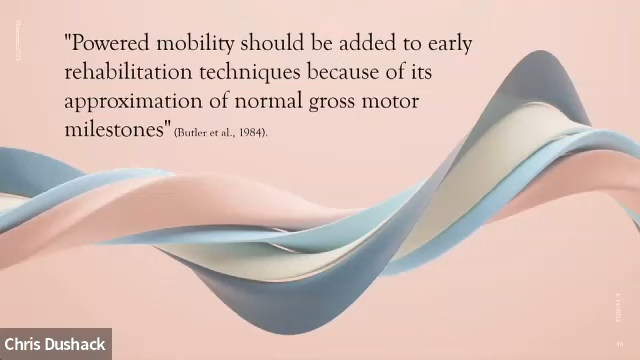 "Powered mobility should be added to early
rehabilitation techniques because of its
approximation of normal gross motor
milestones" (Butler et al., 1984).
Chris Dushack